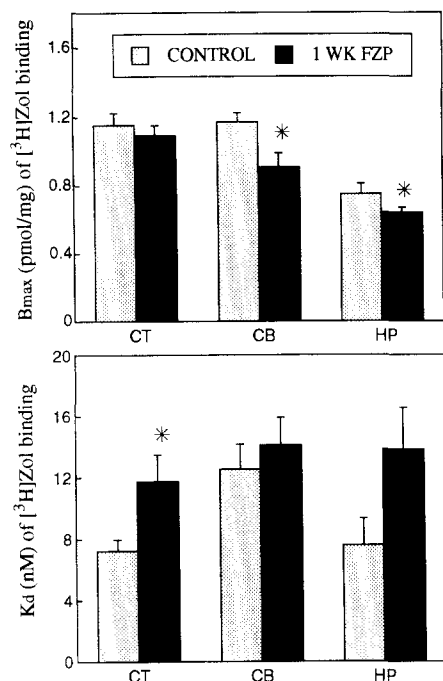 1.6
CONTROL 1 WK FZP
1.2
*
0.8
*
0.4
0
Bmax (pmol/mg) of [³H]Zol binding
CT CB HP
20
16
*
12
8
4
0
Kd (nM) of [³H]Zol binding
CT CB HP